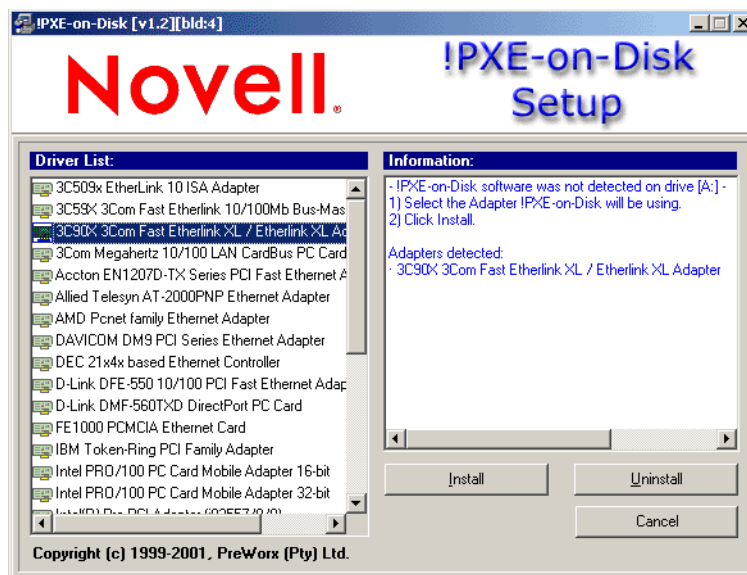 !PXE-on-Disk [v1.2][bld:4]
Novell®
!PXE-on-Disk
Setup
Driver List:
3C509x EtherLink 10 ISA Adapter
3C59X 3Com Fast Etherlink 10/100Mb Bus-Mas
3C90X 3Com Fast Etherlink XL / Etherlink XL Ad
3Com Megahertz 10/100 LAN CardBus PC Card
Accton EN1207D-TX Series PCI Fast Ethernet A
Allied Telesyn AT-2000PNP Ethernet Adapter
AMD Pcnet family Ethernet Adapter
DAVICOM DM9 PCI Series Ethernet Adapter
DEC 21x4x based Ethernet Controller
D-Link DFE-550 10/100 PCI Fast Ethernet Adap
D-Link DMF-560TXD DirectPort PC Card
FE1000 PCMCIA Ethernet Card
IBM Token-Ring PCI Family Adapter
Intel PRO/100 PC Card Mobile Adapter 16-bit
Intel PRO/100 PC Card Mobile Adapter 32-bit
Information:
- !PXE-on-Disk software was not detected on drive [A:] -
1) Select the Adapter !PXE-on-Disk will be using.
2) Click Install.
Adapters detected:
· 3C90X 3Com Fast Etherlink XL / Etherlink XL Adapter
Install
Uninstall
Cancel
Copyright (c) 1999-2001, PreWorx (Pty) Ltd.